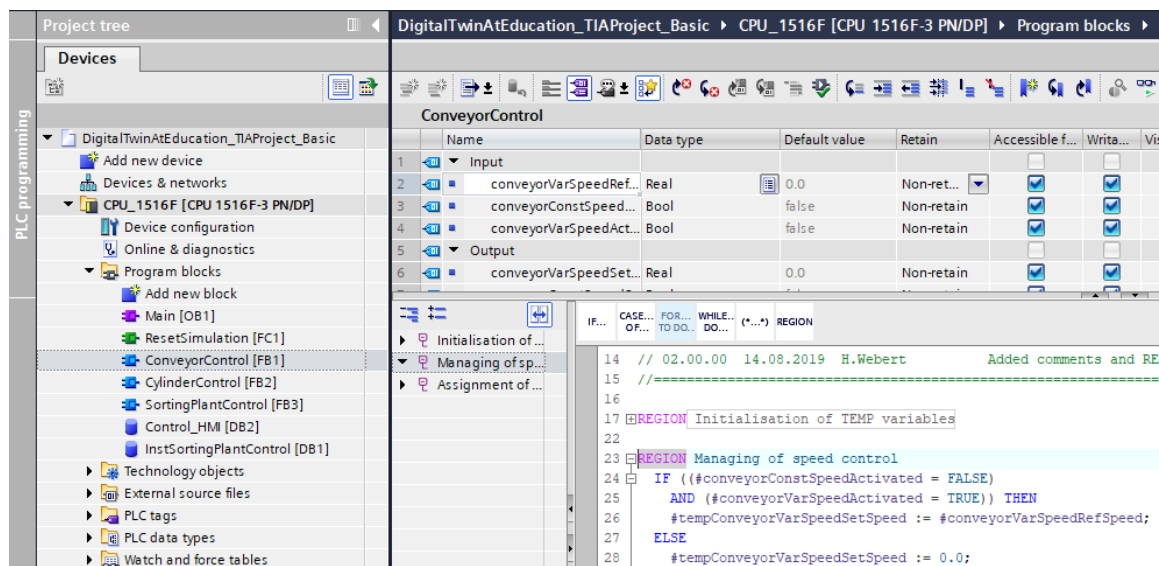 Project tree
DigitalTwinAtEducation_TIAProject_Basic ▸ CPU_1516F [CPU 1516F-3 PN/DP] ▸ Program blocks ▸
Devices
PLC programming
DigitalTwinAtEducation_TIAProject_Basic
Add new device
Devices & networks
CPU_1516F [CPU 1516F-3 PN/DP]
Device configuration
Online & diagnostics
Program blocks
Add new block
Main [OB1]
ResetSimulation [FC1]
ConveyorControl [FB1]
CylinderControl [FB2]
SortingPlantControl [FB3]
Control_HMI [DB2]
InstSortingPlantControl [DB1]
Technology objects
External source files
PLC tags
PLC data types
Watch and force tables
ConveyorControl
Name Data type Default value Retain Accessible f... Writa... Vi
1 Input
2 conveyorVarSpeedRef... Real 0.0 Non-ret...
3 conveyorConstSpeed... Bool false Non-retain
4 conveyorVarSpeedAct... Bool false Non-retain
5 Output
6 conveyorVarSpeedSet... Real 0.0 Non-retain
IF... CASE... OF... FOR... TO DO... WHILE... DO... (*...*) REGION
Initialisation of ...
Managing of sp...
Assignment of ...
14 // 02.00.00 14.08.2019 H.Webert Added comments and RE
15 //====================================================================
16
17 REGION Initialisation of TEMP variables
22
23 REGION Managing of speed control
24 IF ((#conveyorConstSpeedActivated = FALSE)
25 AND (#conveyorVarSpeedActivated = TRUE)) THEN
26 #tempConveyorVarSpeedSetSpeed := #conveyorVarSpeedRefSpeed;
27 ELSE
28 #tempConveyorVarSpeedSetSpeed := 0.0;